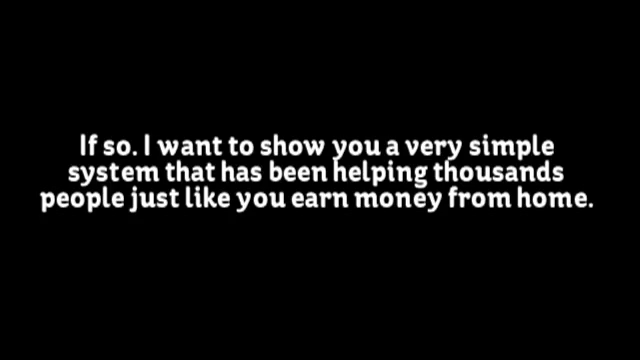 If so. I want to show you a very simple
system that has been helping thousands
people just like you earn money from home.